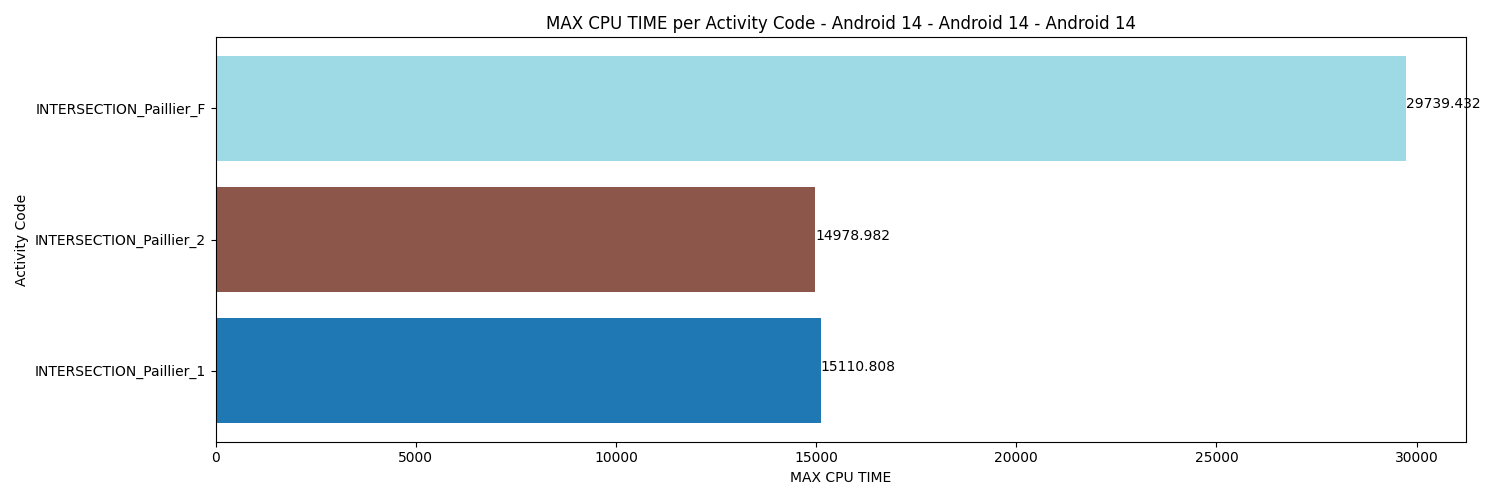 MAX CPU TIME per Activity Code - Android 14 - Android 14 - Android 14
INTERSECTION_Paillier_F
29739.432
INTERSECTION_Paillier_2
14978.982
INTERSECTION_Paillier_1
15110.808
Activity Code
0 5000 10000 15000 20000 25000 30000
MAX CPU TIME